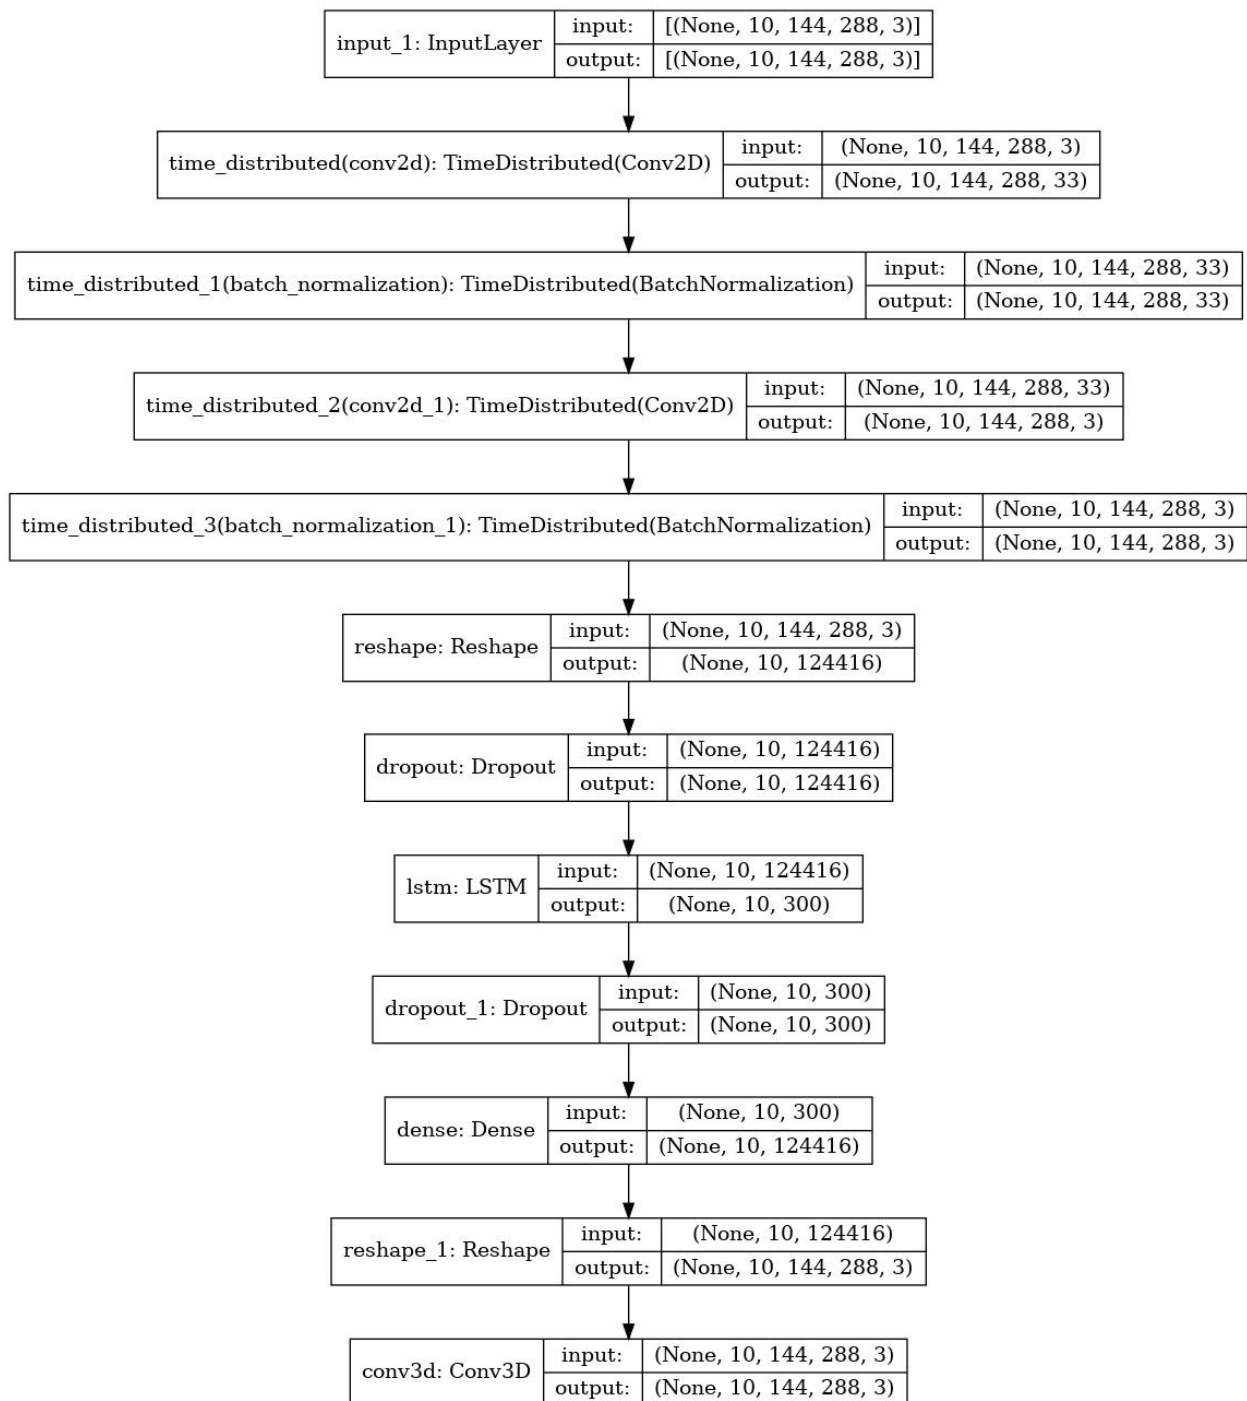 input_1: InputLayer
input: [(None, 10, 144, 288, 3)]
output: [(None, 10, 144, 288, 3)]
time_distributed(conv2d): TimeDistributed(Conv2D)
input: (None, 10, 144, 288, 3)
output: (None, 10, 144, 288, 33)
time_distributed_1(batch_normalization): TimeDistributed(BatchNormalization)
input: (None, 10, 144, 288, 33)
output: (None, 10, 144, 288, 33)
time_distributed_2(conv2d_1): TimeDistributed(Conv2D)
input: (None, 10, 144, 288, 33)
output: (None, 10, 144, 288, 3)
time_distributed_3(batch_normalization_1): TimeDistributed(BatchNormalization)
input: (None, 10, 144, 288, 3)
output: (None, 10, 144, 288, 3)
reshape: Reshape
input: (None, 10, 144, 288, 3)
output: (None, 10, 124416)
dropout: Dropout
input: (None, 10, 124416)
output: (None, 10, 124416)
lstm: LSTM
input: (None, 10, 124416)
output: (None, 10, 300)
dropout_1: Dropout
input: (None, 10, 300)
output: (None, 10, 300)
dense: Dense
input: (None, 10, 300)
output: (None, 10, 124416)
reshape_1: Reshape
input: (None, 10, 124416)
output: (None, 10, 144, 288, 3)
conv3d: Conv3D
input: (None, 10, 144, 288, 3)
output: (None, 10, 144, 288, 3)